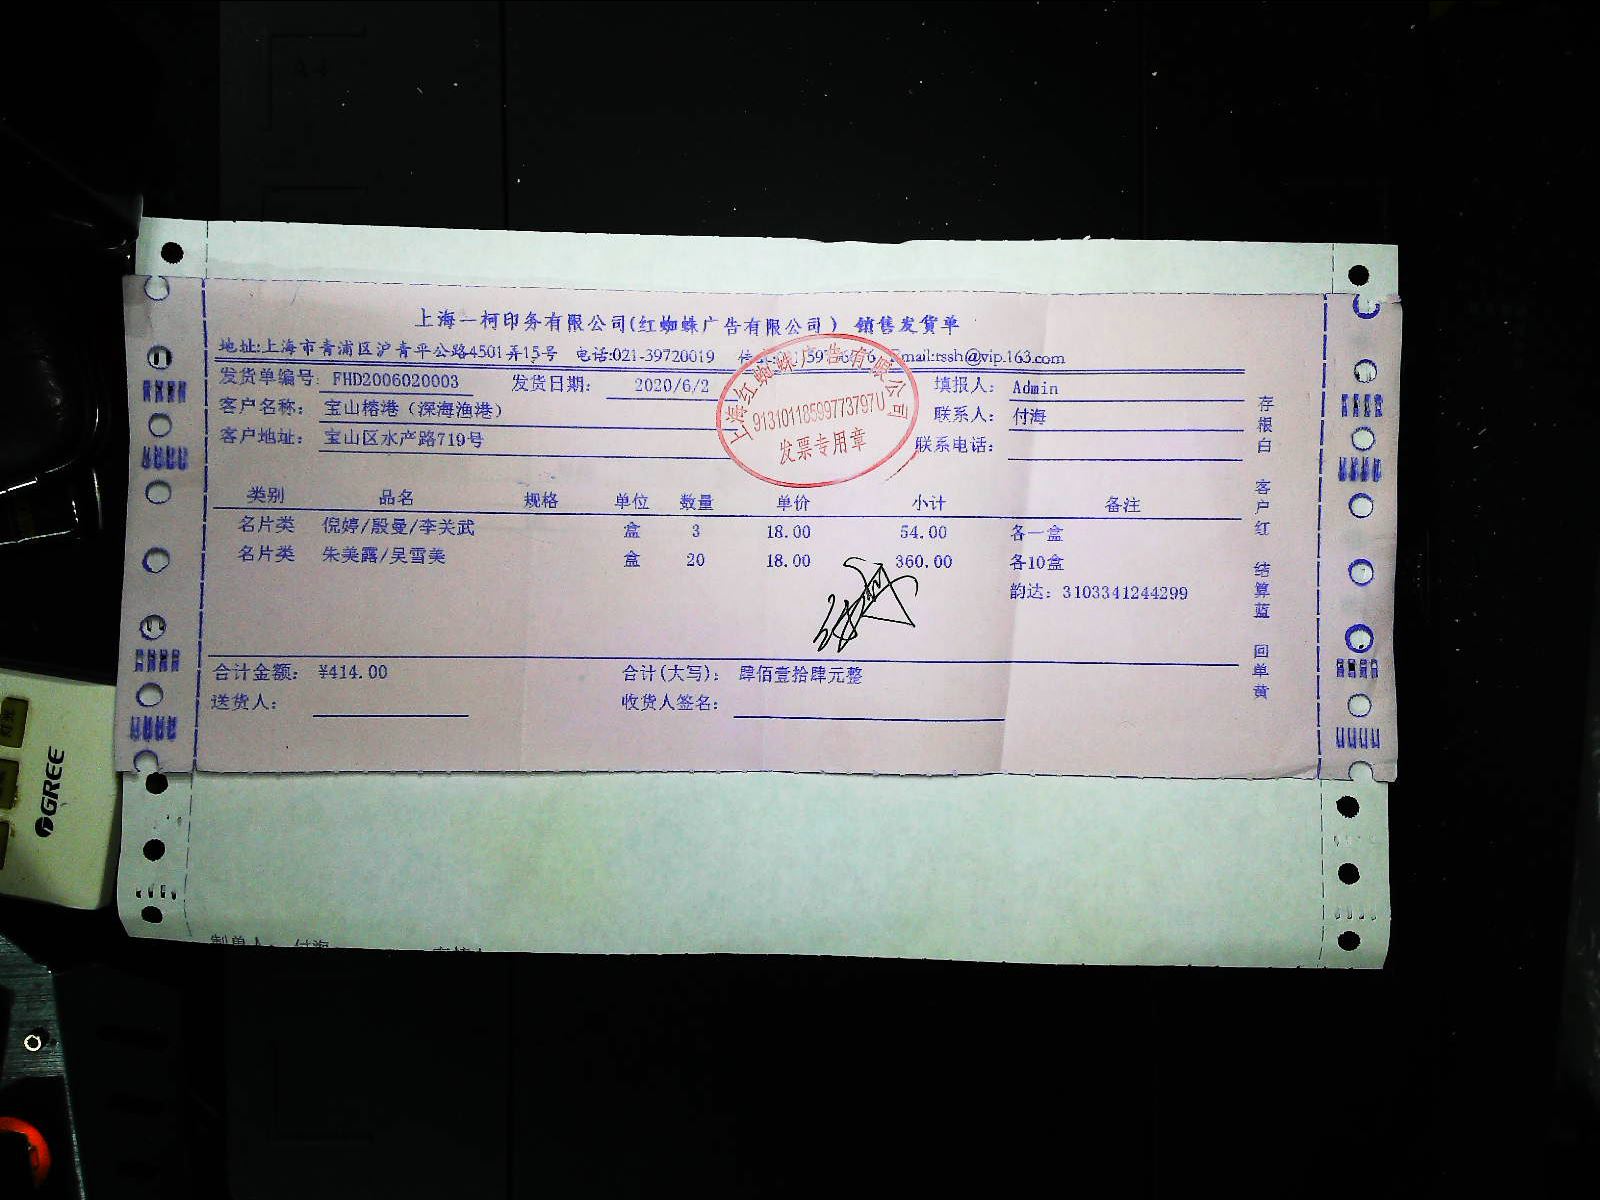 上海一柯印务有限公司(红蜘蛛广告有限公司) 销售发货单
地址:上海市青浦区沪青平公路4501弄15号 电话:021-39720019 mail:rssh@vip.163.com
发货单编号: FHD2006020003 发货日期: 2020/6/2 填报人: Admin
客户名称: 宝山榕港(深海渔港) 联系人: 付海
客户地址: 宝山区水产路719号 联系电话:
上海红蜘蛛广告有限公司
91310118599773797U
发票专用章
类别 品名 规格 单位 数量 单价 小计 备注
名片类 倪婷/殷曼/李关武 盒 3 18.00 54.00 各一盒
名片类 朱美露/吴雪美 盒 20 18.00 360.00 各10盒
韵达: 3103341244299
合计金额: ¥414.00 合计(大写): 肆佰壹拾肆元整
送货人: 收货人签名:
存根白 客户红 结算蓝 回单黄
GREE
制单人: 付海